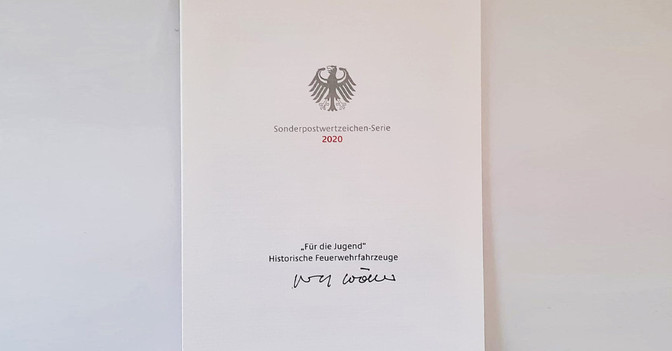 Sonderpostwertzeichen-Serie
2020
„Für die Jugend"
Historische Feuerwehrfahrzeuge